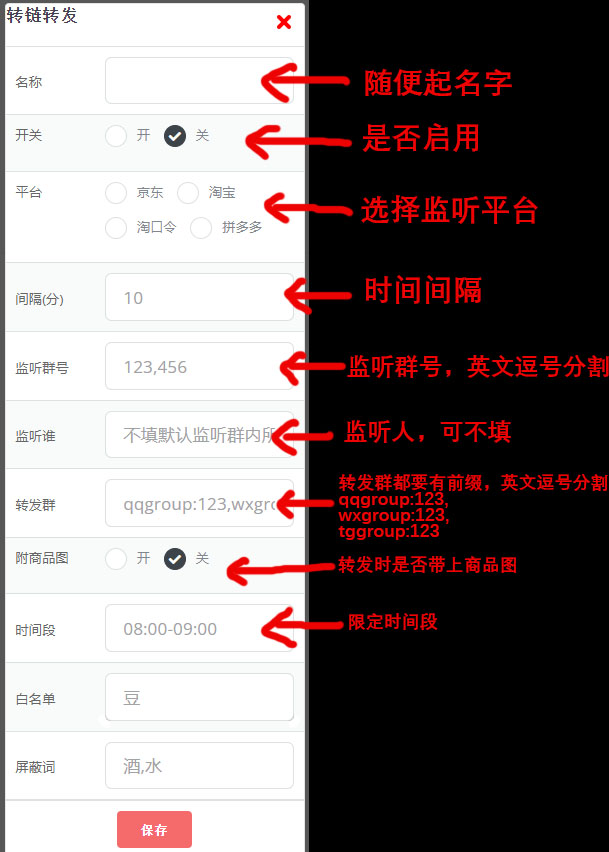 转链转发
名称
随便起名字
开关
开
关
是否启用
平台
京东
淘宝
淘口令
拼多多
选择监听平台
间隔(分)
10
时间间隔
监听群号
123,456
监听群号，英文逗号分割
监听谁
不填默认监听群内所
监听人，可不填
转发群
qqgroup:123,wxgro
转发群都要有前缀，英文逗号分割
qqgroup:123,
wxgroup:123,
tggroup:123
附商品图
开
关
转发时是否带上商品图
时间段
08:00-09:00
限定时间段
白名单
豆
屏蔽词
酒,水
保存